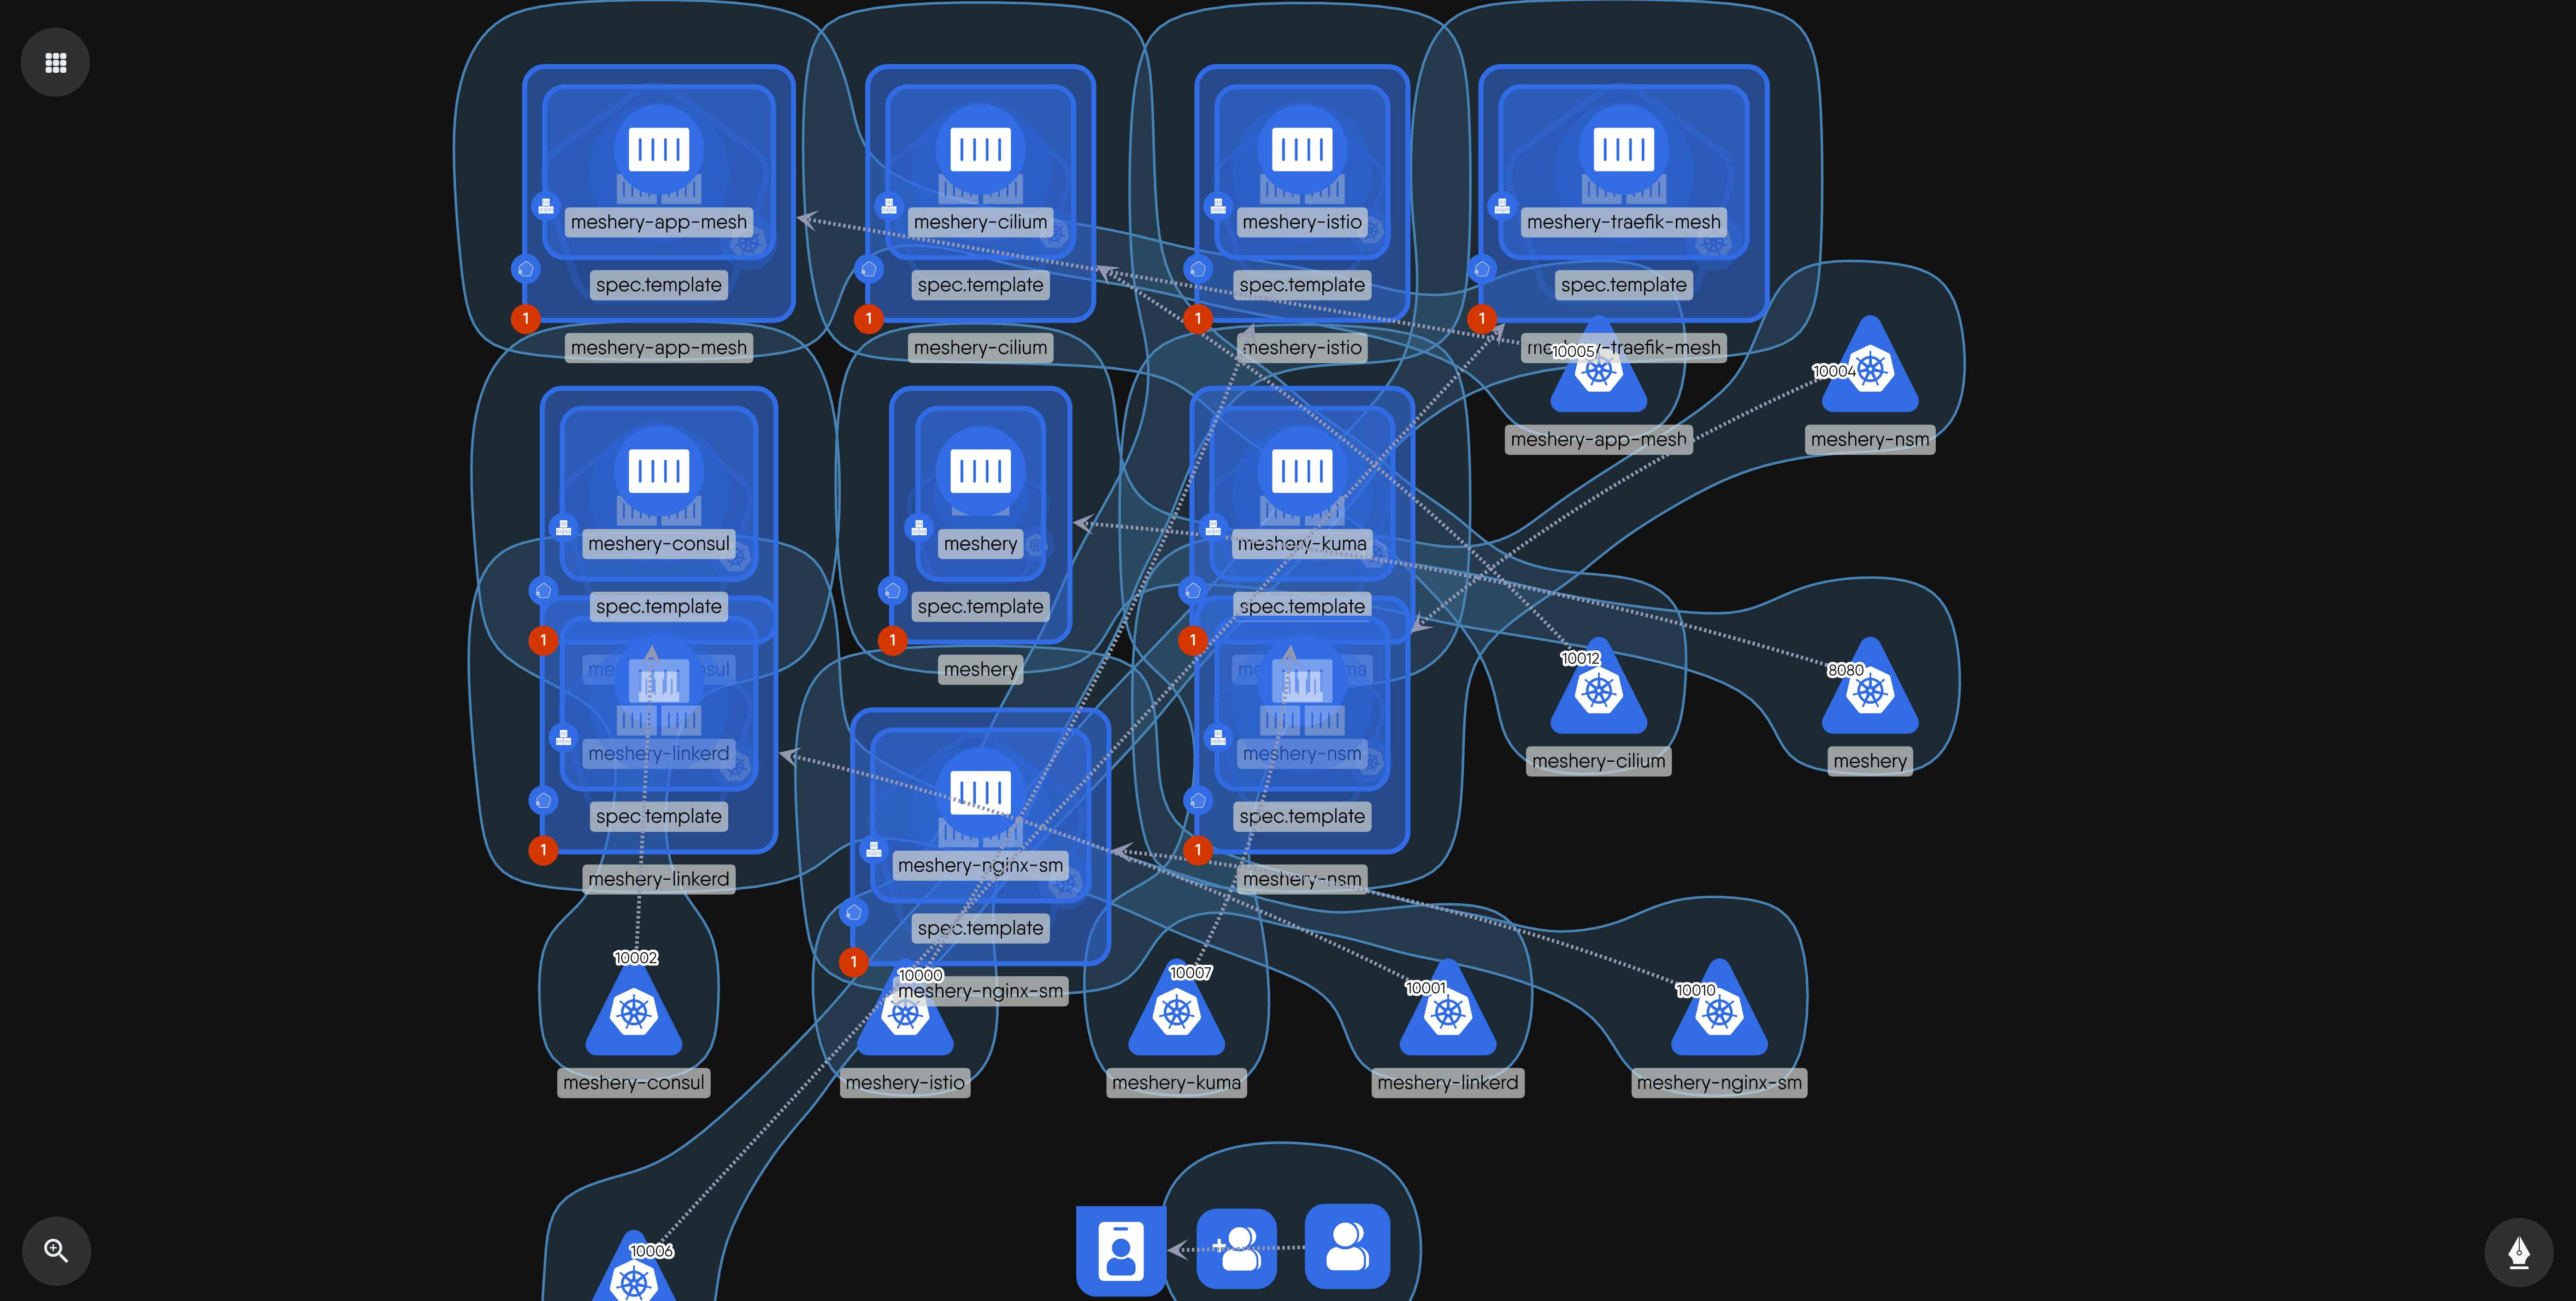 meshery-app-mesh
meshery-cilium
meshery-istio
meshery-traefik-mesh
spec.template
spec.template
spec.template
spec.template
1
1
1
1
meshery-app-mesh
meshery-cilium
meshery-istio
meshery-traefik-mesh
10005
10004
meshery-app-mesh
meshery-nsm
meshery-consul
meshery
meshery-kuma
spec.template
spec.template
spec.template
1
1
1
meshery-consul
meshery
meshery-kuma
10012
8080
meshery-linkerd
meshery-nsm
meshery-cilium
meshery
spec.template
spec.template
1
1
meshery-nginx-sm
meshery-linkerd
meshery-nsm
spec.template
1
meshery-nginx-sm
10002
10000
10007
10001
10010
meshery-consul
meshery-istio
meshery-kuma
meshery-linkerd
meshery-nginx-sm
10006